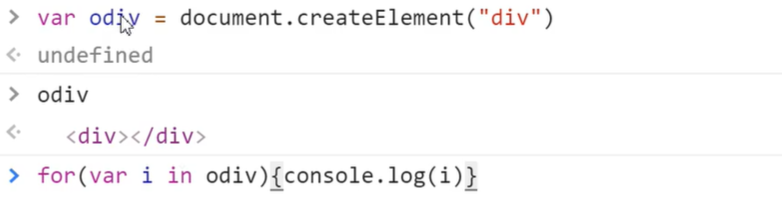 > var odiv = document.createElement("div")
<· undefined
> odiv
<· <div></div>
> for(var i in odiv){console.log(i)}